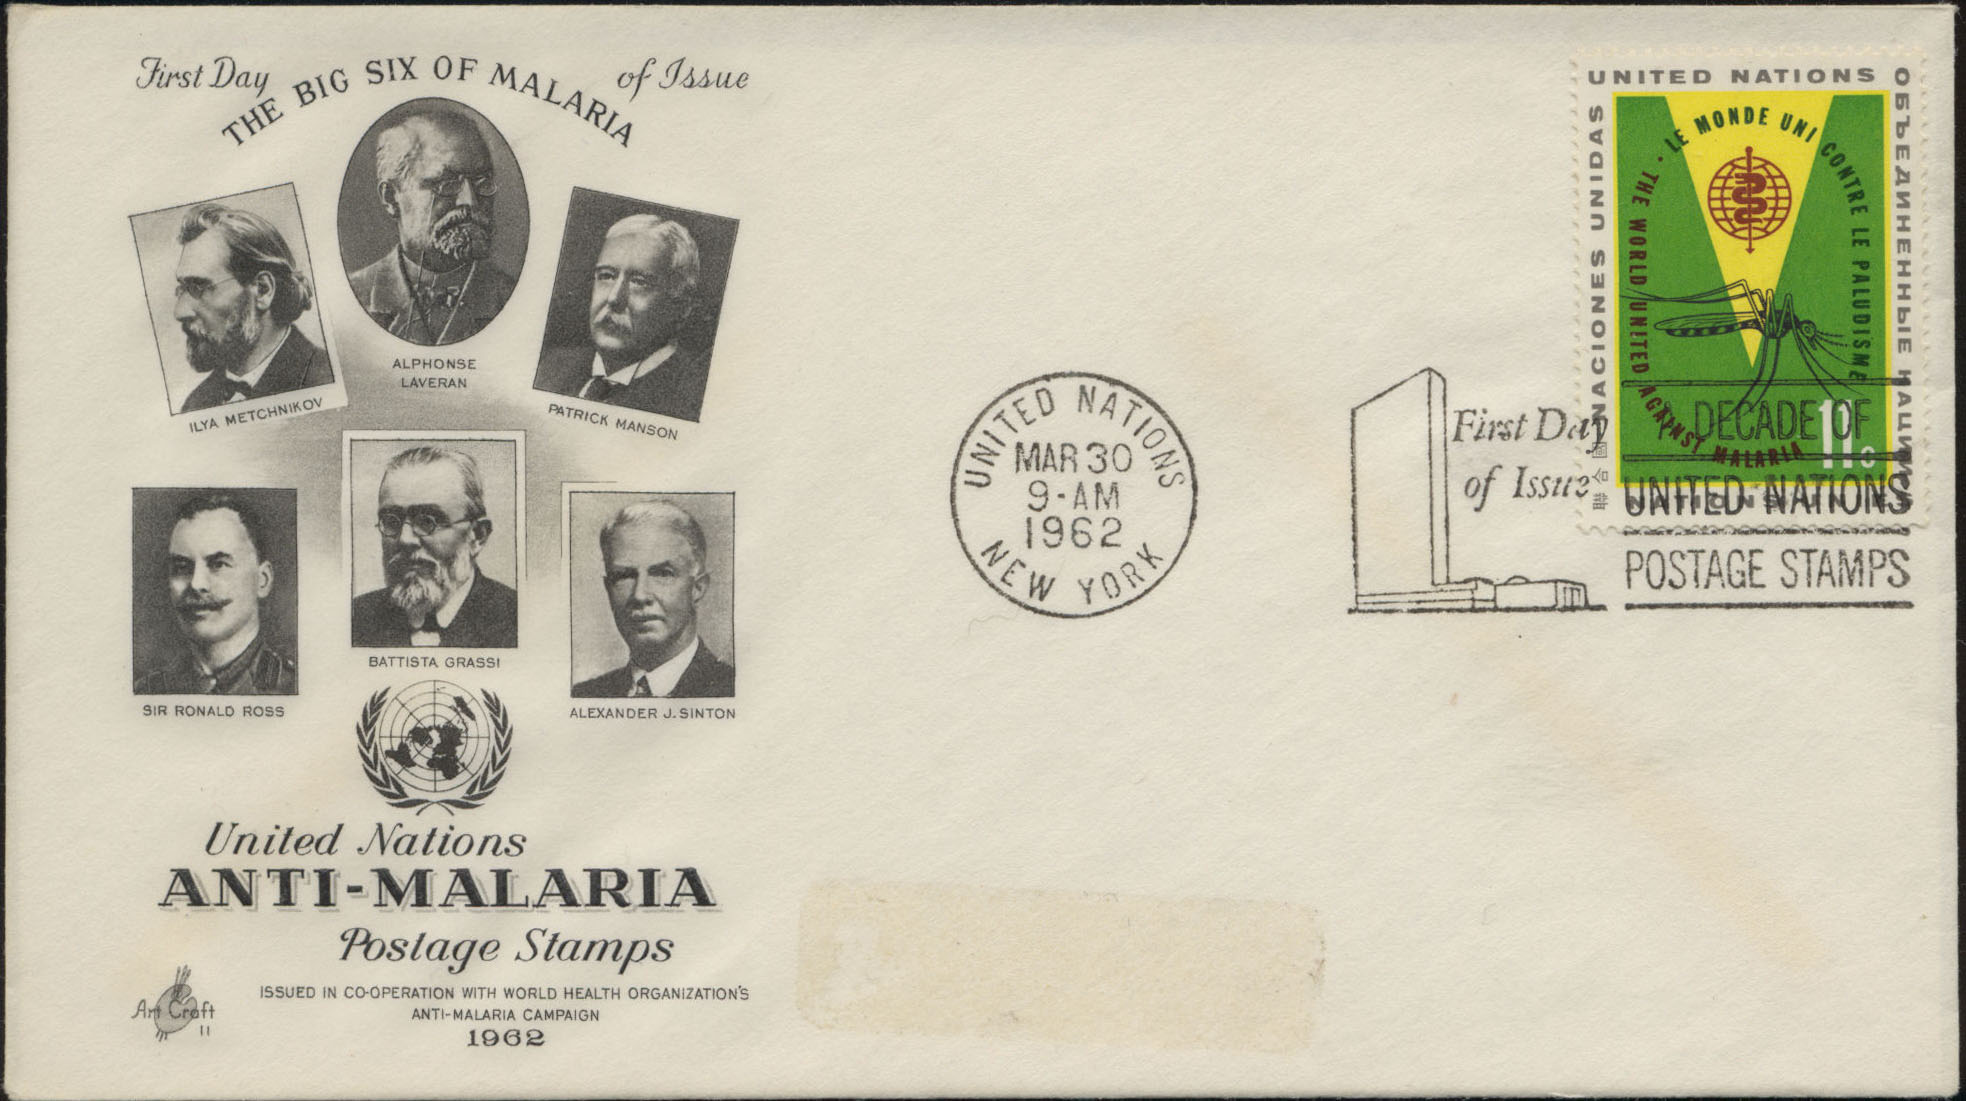 First Day of Issue
THE BIG SIX OF MALARIA
ALPHONSE
LAVERAN
ILYA METCHNIKOV
PATRICK MANSON
BATTISTA GRASSI
SIR RONALD ROSS
ALEXANDER J. SINTON
United Nations
ANTI-MALARIA
Postage Stamps
ISSUED IN CO-OPERATION WITH WORLD HEALTH ORGANIZATION'S
ANTI-MALARIA CAMPAIGN
1962
Art Craft
11
UNITED NATIONS
MAR 30
9-AM
1962
NEW YORK
First Day
of Issue
A DECADE OF
UNITED NATIONS
POSTAGE STAMPS
UNITED NATIONS
ОБЪЕДИНЕННЫЕ НАЦИИ
NACIONES UNIDAS
聯合國
LE MONDE UNI CONTRE LE PALUDISME
· THE WORLD UNITED AGAINST MALARIA
11c